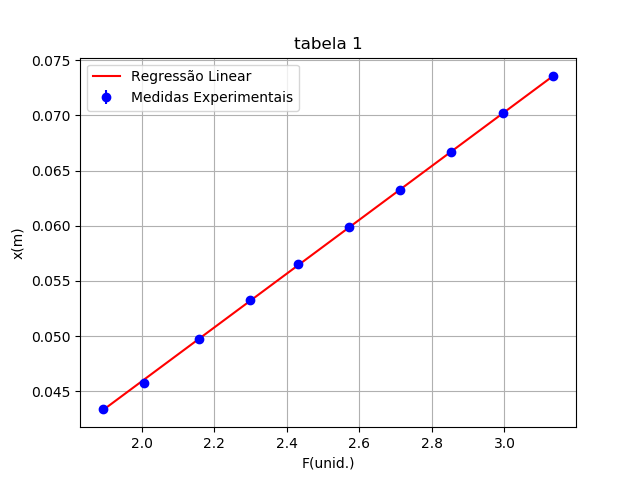 tabela 1
Regressão Linear
Medidas Experimentais
0.075
0.070
0.065
0.060
0.055
0.050
0.045
x(m)
2.0 2.2 2.4 2.6 2.8 3.0
F(unid.)